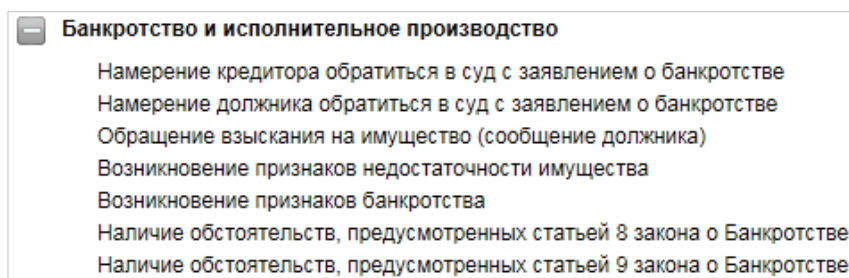 Банкротство и исполнительное производство
Намерение кредитора обратиться в суд с заявлением о банкротстве
Намерение должника обратиться в суд с заявлением о банкротстве
Обращение взыскания на имущество (сообщение должника)
Возникновение признаков недостаточности имущества
Возникновение признаков банкротства
Наличие обстоятельств, предусмотренных статьей 8 закона о Банкротстве
Наличие обстоятельств, предусмотренных статьей 9 закона о Банкротстве